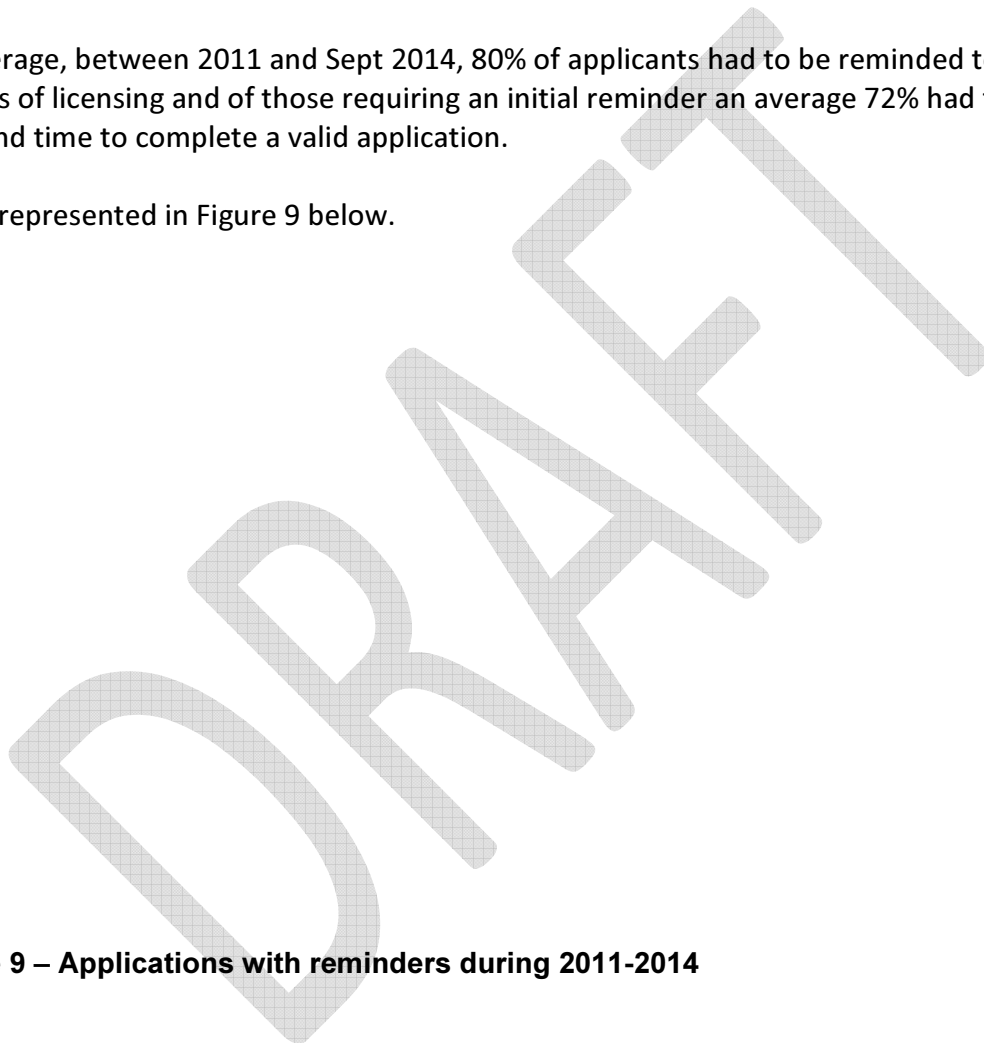 erage, between 2011 and Sept 2014, 80% of applicants had to be reminded t
s of licensing and of those requiring an initial reminder an average 72% had
nd time to complete a valid application.
represented in Figure 9 below.
DRAFT
9 – Applications with reminders during 2011-2014